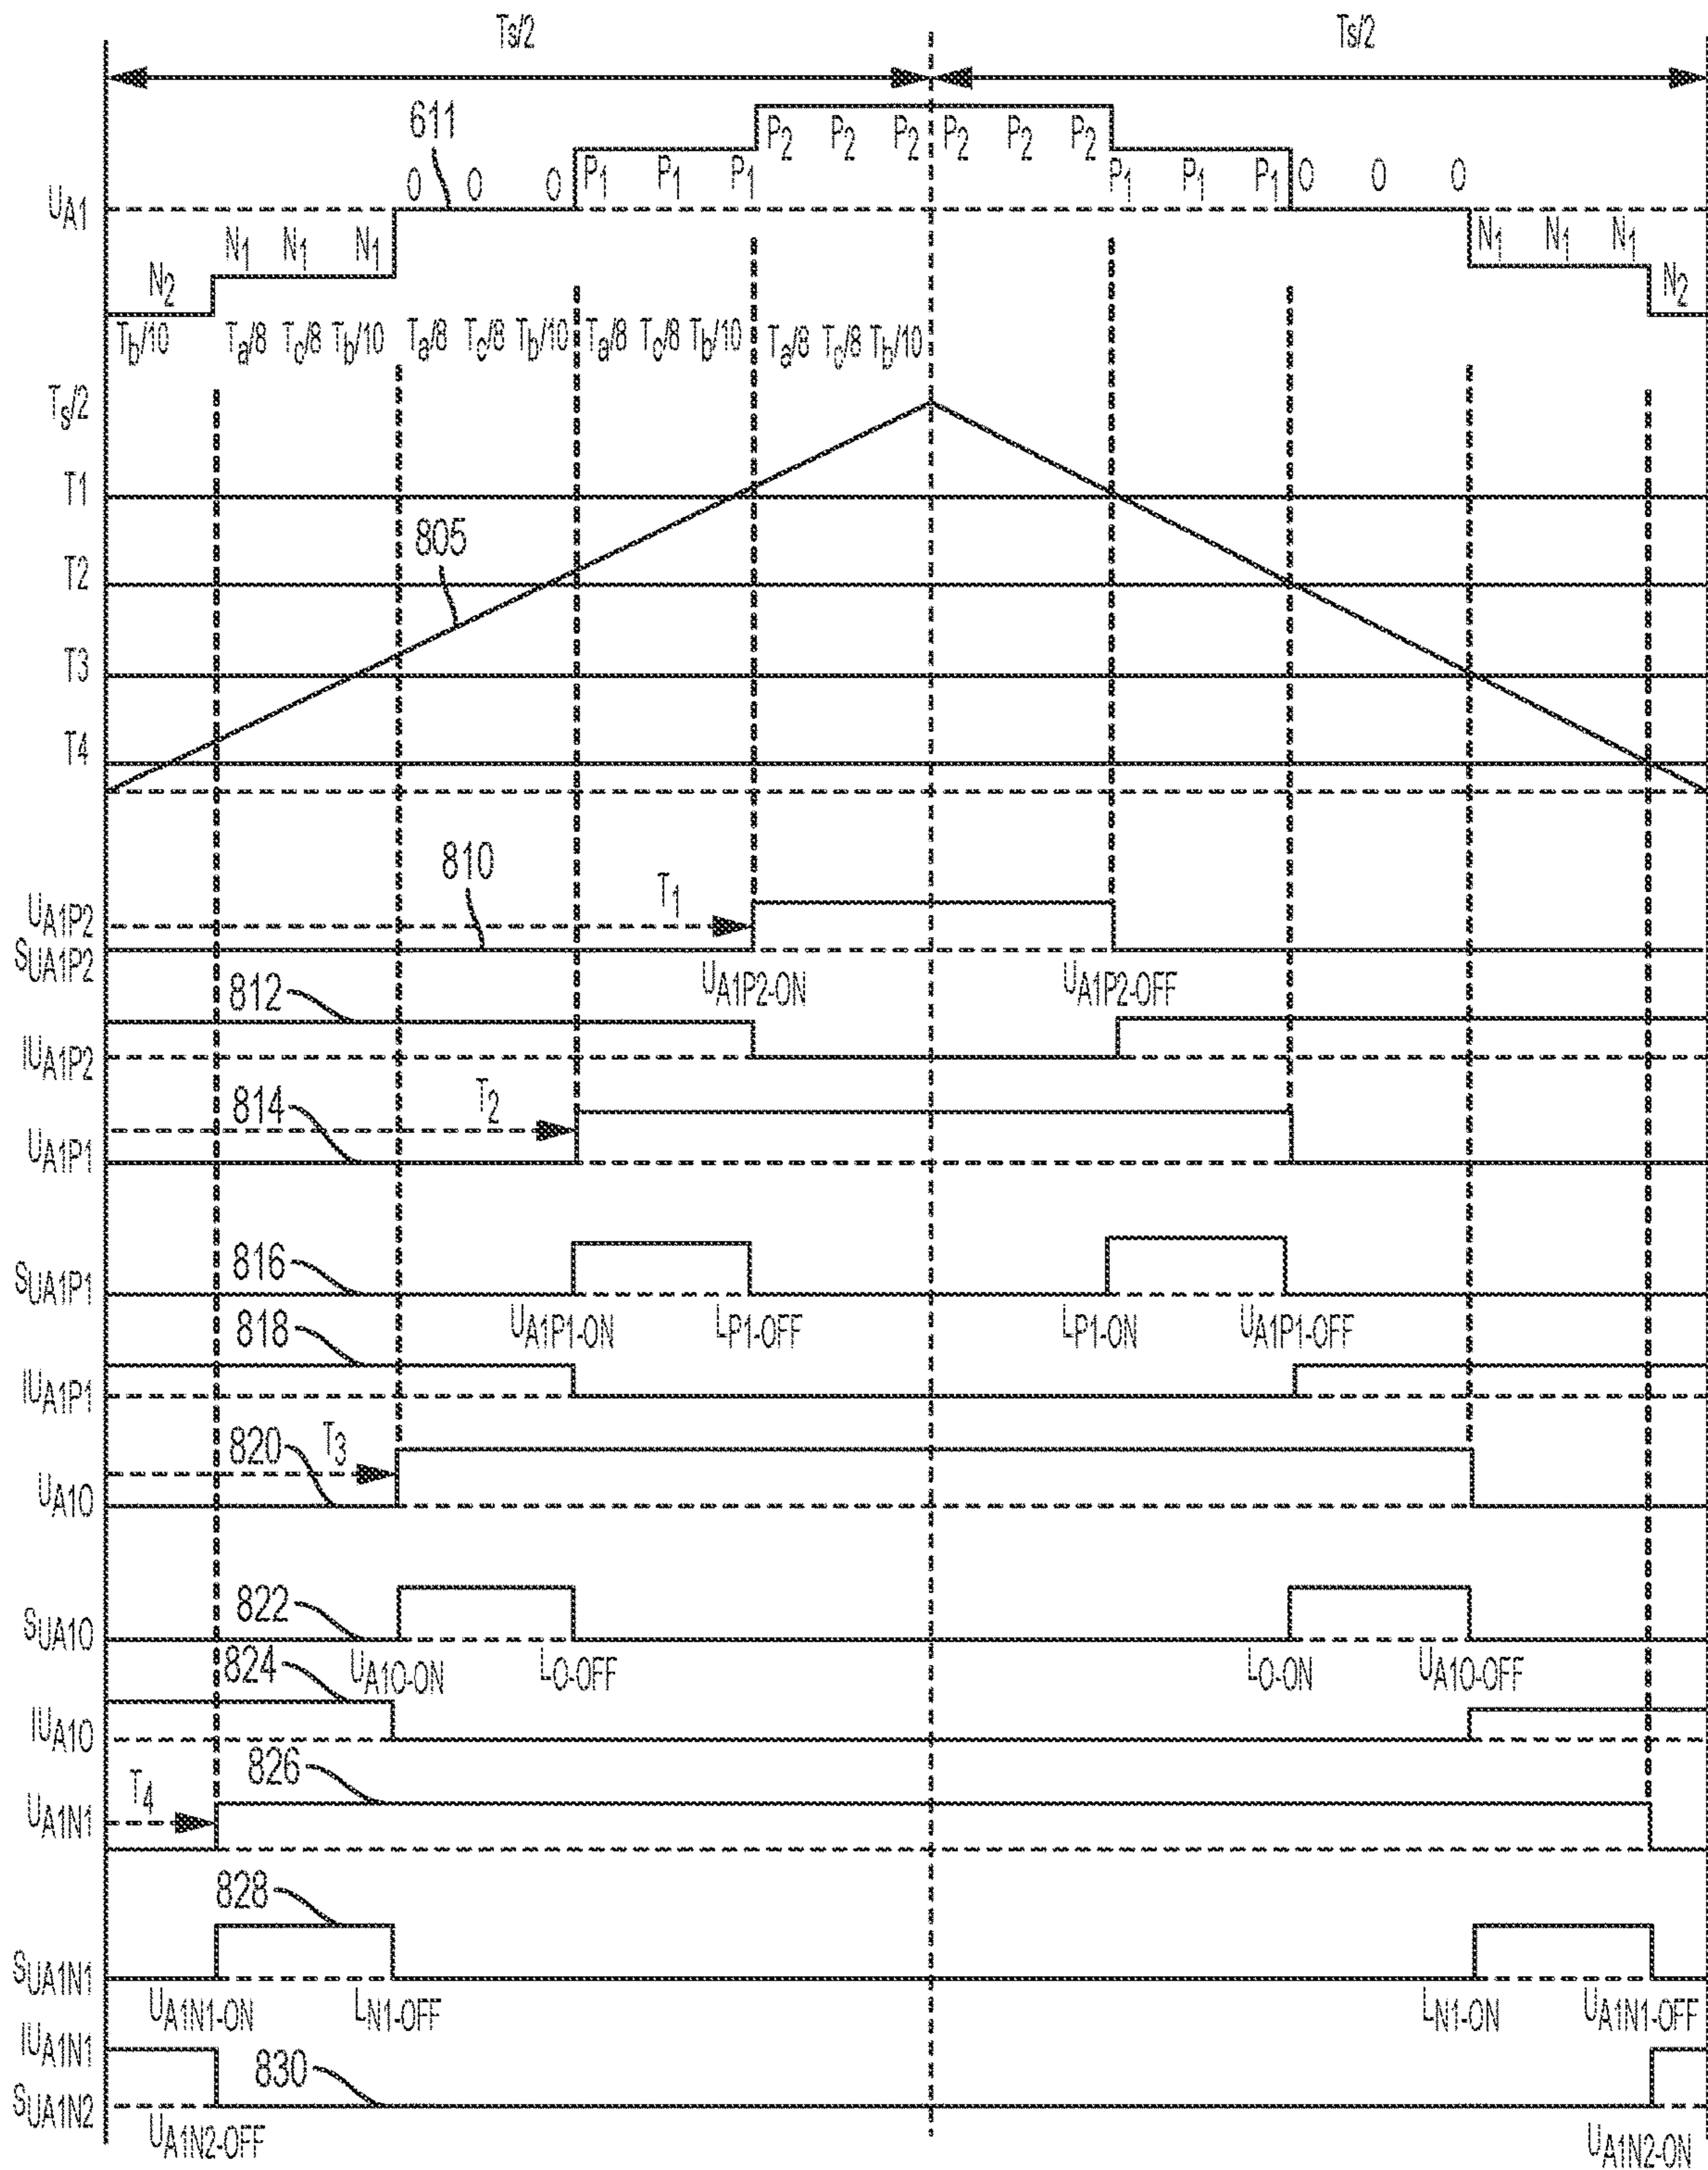 Ts/2 Ts/2
611
P2 P2 P2 P2 P2 P2
0 0 0 P1 P1 P1 P1 P1 P1 0 0 0
UA1
N1 N1 N1 N1 N1 N1
N2 N2
Tb/10 Ta/8 Tc/8 Tb/10 Ta/8 Tc/8 Tb/10 Ta/8 Tc/8 Tb/10 Ta/8 Tc/8 Tb/10
Ts/2
T1
805
T2
T3
T4
810
T1
UA1P2
SUA1P2
UA1P2-ON UA1P2-OFF
812
IUA1P2
814 T2
UA1P1
816
SUA1P1
UA1P1-ON LP1-OFF LP1-ON UA1P1-OFF
818
IUA1P1
820 T3
UA1O
822
SUA1O
UA1O-ON LO-OFF LO-ON UA1O-OFF
824
IUA1O
826
T4
UA1N1
828
SUA1N1
UA1N1-ON LN1-OFF LN1-ON UA1N1-OFF
IUA1N1
830
SUA1N2
UA1N2-OFF UA1N2-ON